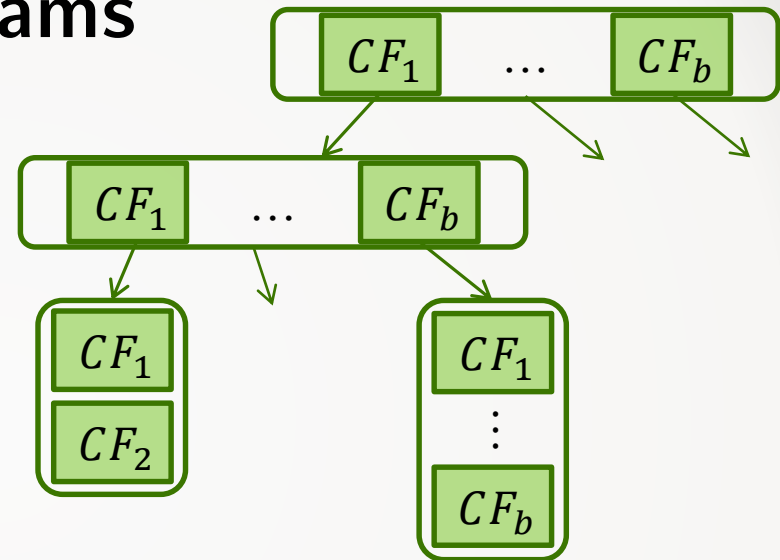 ams
CF₁ … CF_b
CF₁ … CF_b
CF₁
CF₂
CF₁
⋮
CF_b